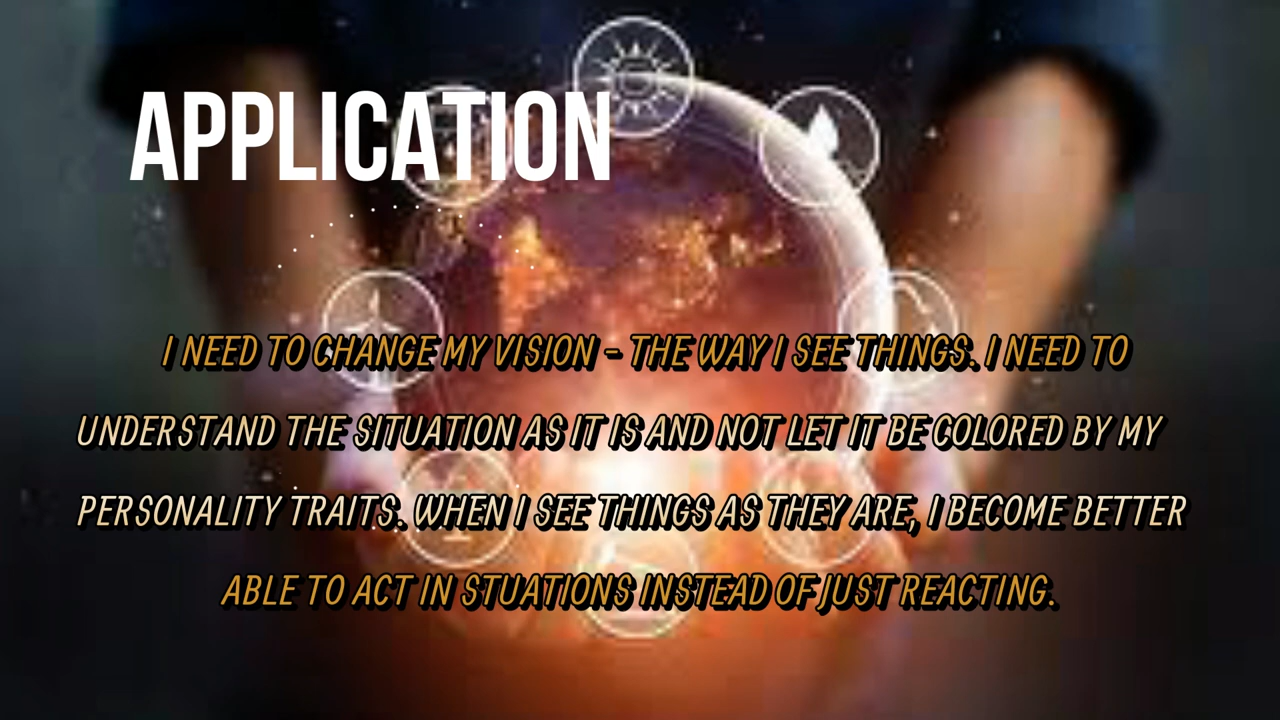 APPLICATION
I NEED TO CHANGE MY VISION - THE WAY I SEE THINGS. I NEED TO
UNDERSTAND THE SITUATION AS IT IS AND NOT LET IT BE COLORED BY MY
PERSONALITY TRAITS. WHEN I SEE THINGS AS THEY ARE, I BECOME BETTER
ABLE TO ACT IN STUATIONS INSTEAD OF JUST REACTING.